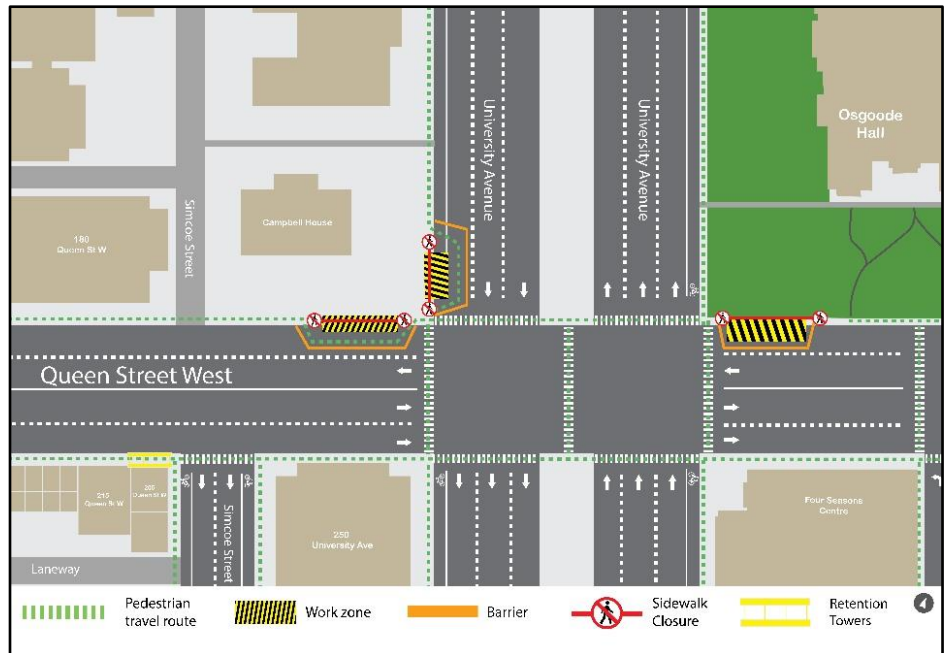 University Avenue
University Avenue
Osgoode
Hall
Simcoe Street
Campbell House
180
Queen St W
Queen Street West
215
Queen St W
Queen St W
250
University Ave
Simcoe Street
Four Seasons
Centre
Laneway
Pedestrian
travel route
Work zone
Barrier
Sidewalk
Closure
Retention
Towers